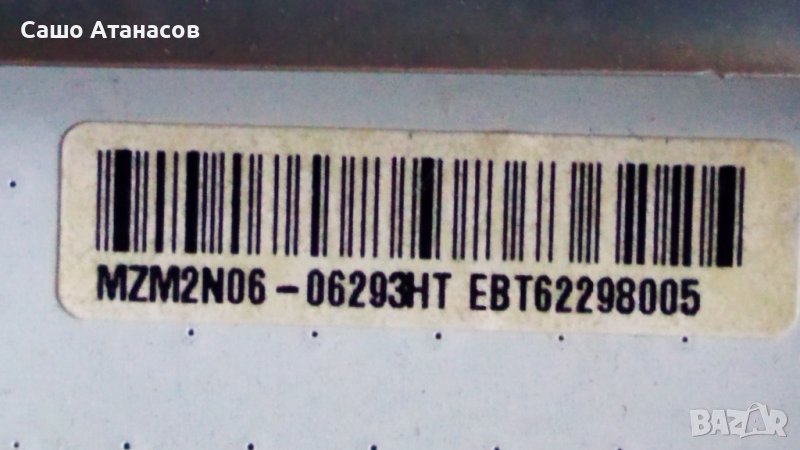 Сашо Атанасов
MZM2N06-06293HT EBT62298005
BAZAR